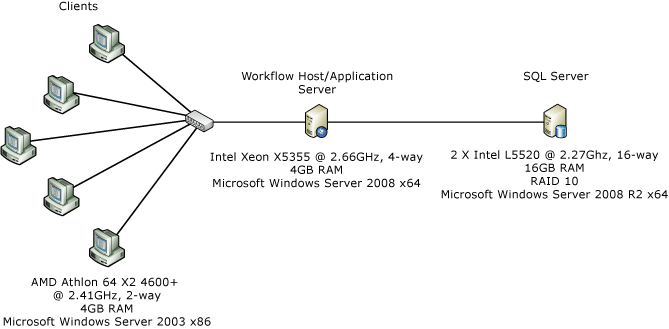 Clients
Workflow Host/Application
Server
SQL Server
Intel Xeon X5355 @ 2.66GHz, 4-way
4GB RAM
Microsoft Windows Server 2008 x64
2 X Intel L5520 @ 2.27Ghz, 16-way
16GB RAM
RAID 10
Microsoft Windows Server 2008 R2 x64
AMD Athlon 64 X2 4600+
@ 2.41GHz, 2-way
4GB RAM
Microsoft Windows Server 2003 x86